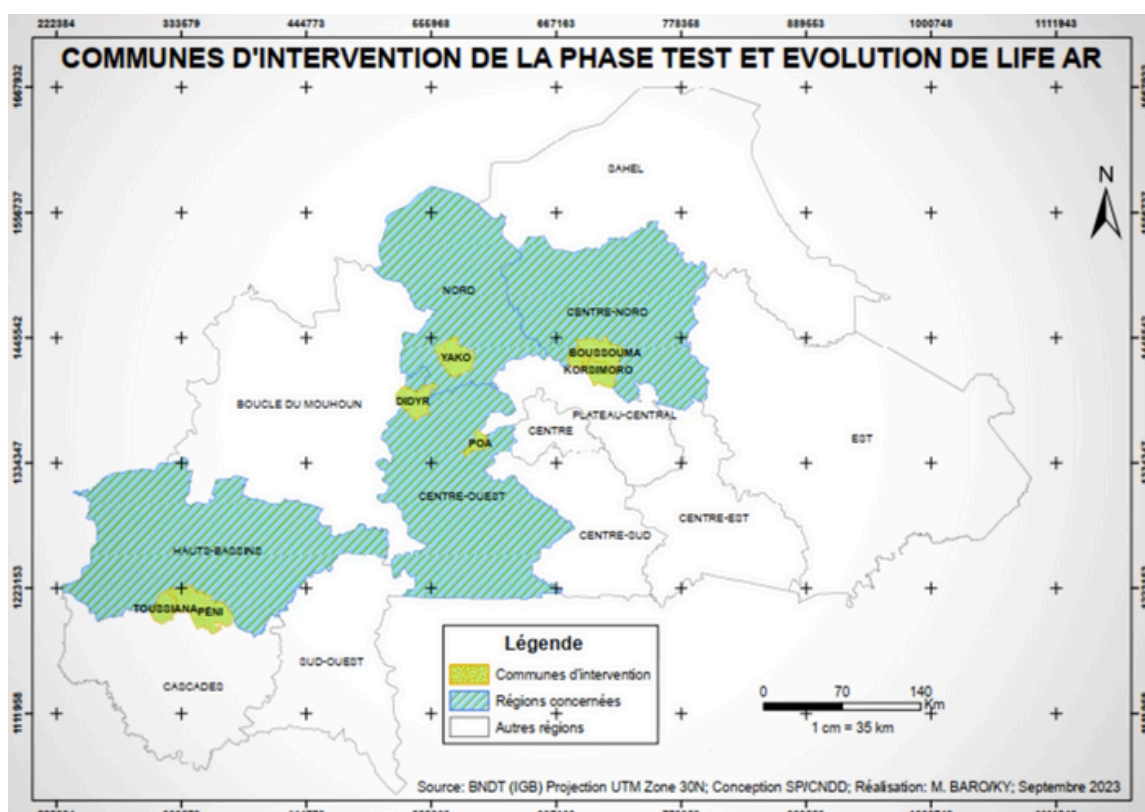 222384 333579 444773 555968 667163 778358 889553 1000748 1111943
COMMUNES D'INTERVENTION DE LA PHASE TEST ET EVOLUTION DE LIFE AR
1667932
SAHEL
N
1556737
NORD
CENTRE-NORD
1445542
YAKO
BOUSSOUMA
KORSIMORO
DIDYR
BOUCLE DU MOUHOUN
PLATEAU-CENTRAL
CENTRE
POA
EST
1334347
CENTRE-OUEST
CENTRE-EST
CENTRE-SUD
HAUTS-BASSINS
1223153
TOUSSIANA
PENI
SUD-OUEST
CASCADES
1111958
Légende
Communes d'intervention
Régions concernées
Autres régions
0 70 140
Km
1 cm = 35 km
Source: BNDT (IGB) Projection UTM Zone 30N; Conception SP/CNDD; Réalisation: M. BARO/KY; Septembre 2023